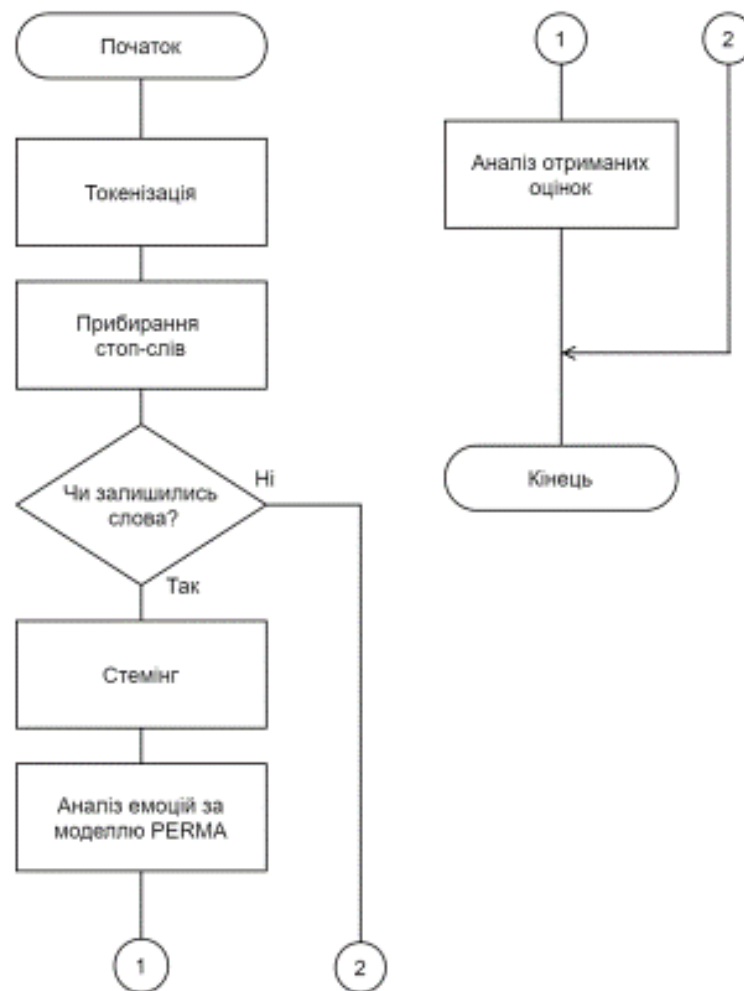 Початок
Токенізація
Прибирання
стоп-слів
Чи залишились
слова?
Ні
Так
Стемінг
Аналіз емоцій за
моделлю PERMA
1
2
1
2
Аналіз отриманих
оцінок
Кінець